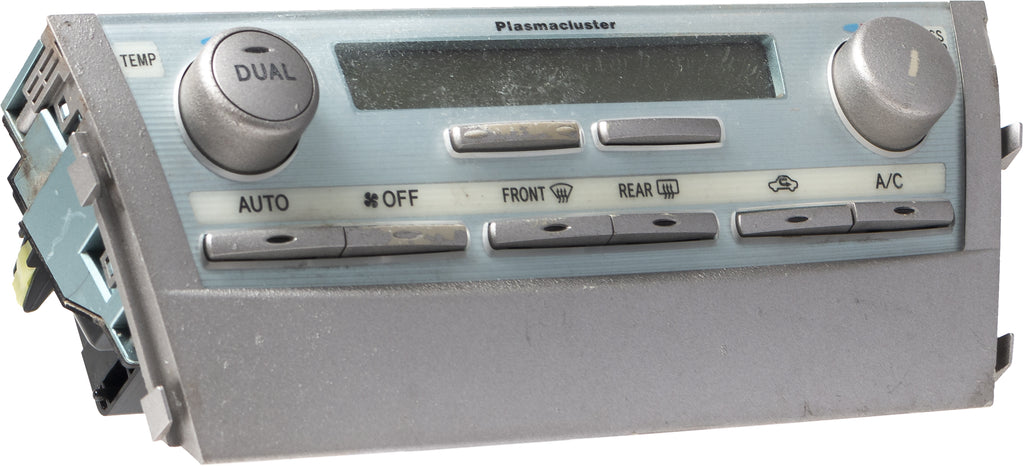 Plasmacluster
TEMP
DUAL
AUTO
OFF
FRONT
REAR
A/C